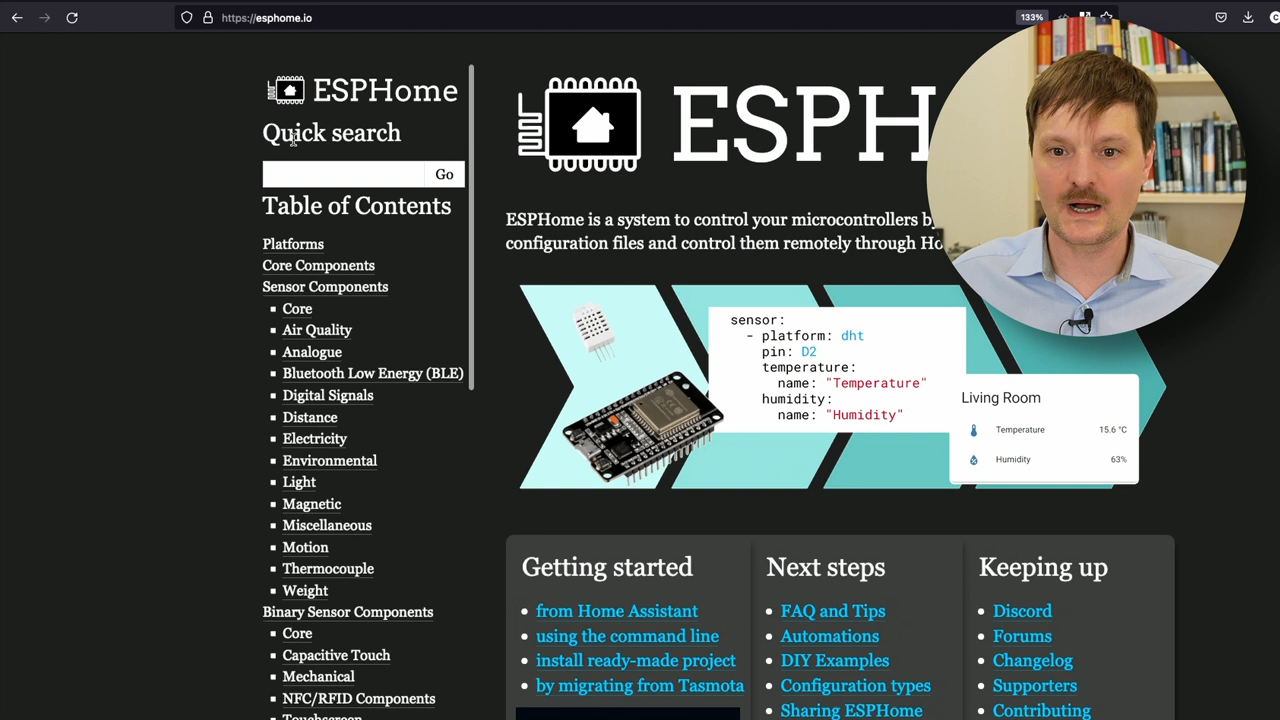 https://esphome.io
133%
ESPHome
Quick search
Go
Table of Contents
Platforms
Core Components
Sensor Components
Core
Air Quality
Analogue
Bluetooth Low Energy (BLE)
Digital Signals
Distance
Electricity
Environmental
Light
Magnetic
Miscellaneous
Motion
Thermocouple
Weight
Binary Sensor Components
Core
Capacitive Touch
Mechanical
NFC/RFID Components
Touchscreen
ESPH
ESPHome is a system to control your microcontrollers by
configuration files and control them remotely through Ho
sensor:
- platform: dht
pin: D2
temperature:
name: "Temperature"
humidity:
name: "Humidity"
Living Room
Temperature 15.6 °C
Humidity 63%
Getting started
from Home Assistant
using the command line
install ready-made project
by migrating from Tasmota
Next steps
FAQ and Tips
Automations
DIY Examples
Configuration types
Sharing ESPHome
Keeping up
Discord
Forums
Changelog
Supporters
Contributing